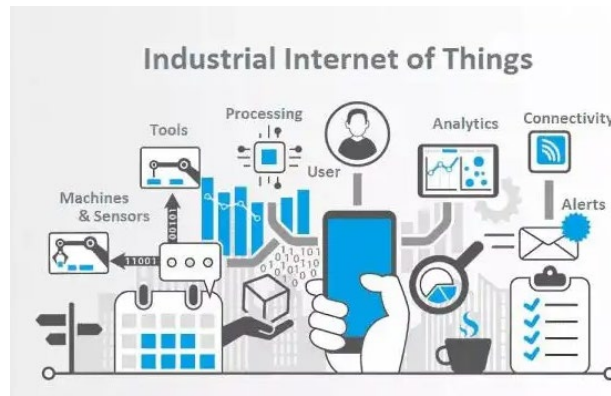 Industrial Internet of Things
Processing
Connectivity
Tools
Analytics
User
Machines
& Sensors
Alerts
11001